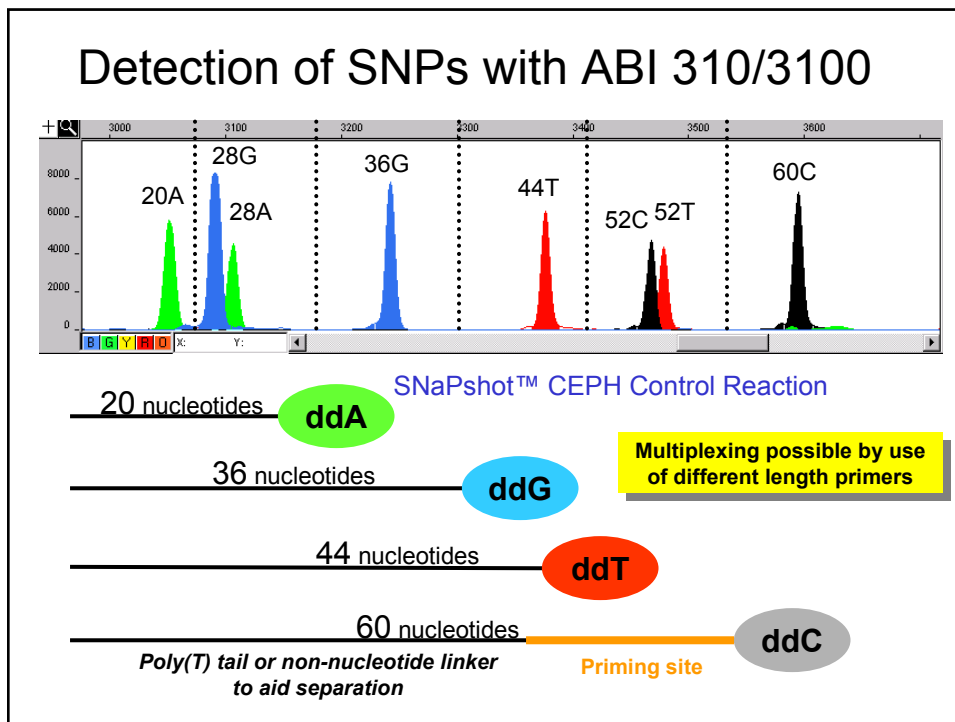 Detection of SNPs with ABI 310/3100
3000 3100 3200 3300 3400 3500 3600
8000
6000
4000
2000
0
20A 28G 28A 36G 44T 52C 52T 60C
B G Y R O X: Y:
SNaPshot™ CEPH Control Reaction
20 nucleotides ddA
Multiplexing possible by use
of different length primers
36 nucleotides ddG
44 nucleotides ddT
60 nucleotides ddC
Poly(T) tail or non-nucleotide linker
to aid separation
Priming site